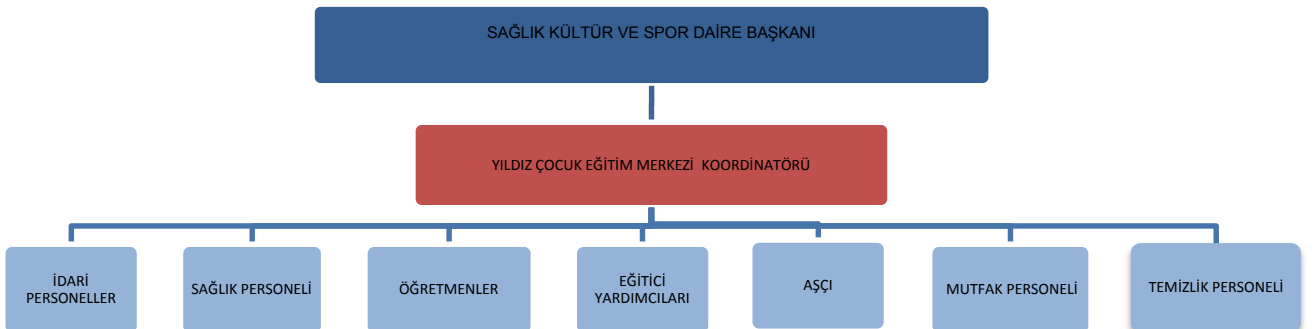 SAĞLIK KÜLTÜR VE SPOR DAİRE BAŞKANI
YILDIZ ÇOCUK EĞİTİM MERKEZİ KOORDİNATÖRÜ
İDARİ
PERSONELLER
SAĞLIK PERSONELİ
ÖĞRETMENLER
EĞİTİCİ
YARDIMCILARI
AŞÇI
MUTFAK PERSONELİ
TEMİZLİK PERSONELİ